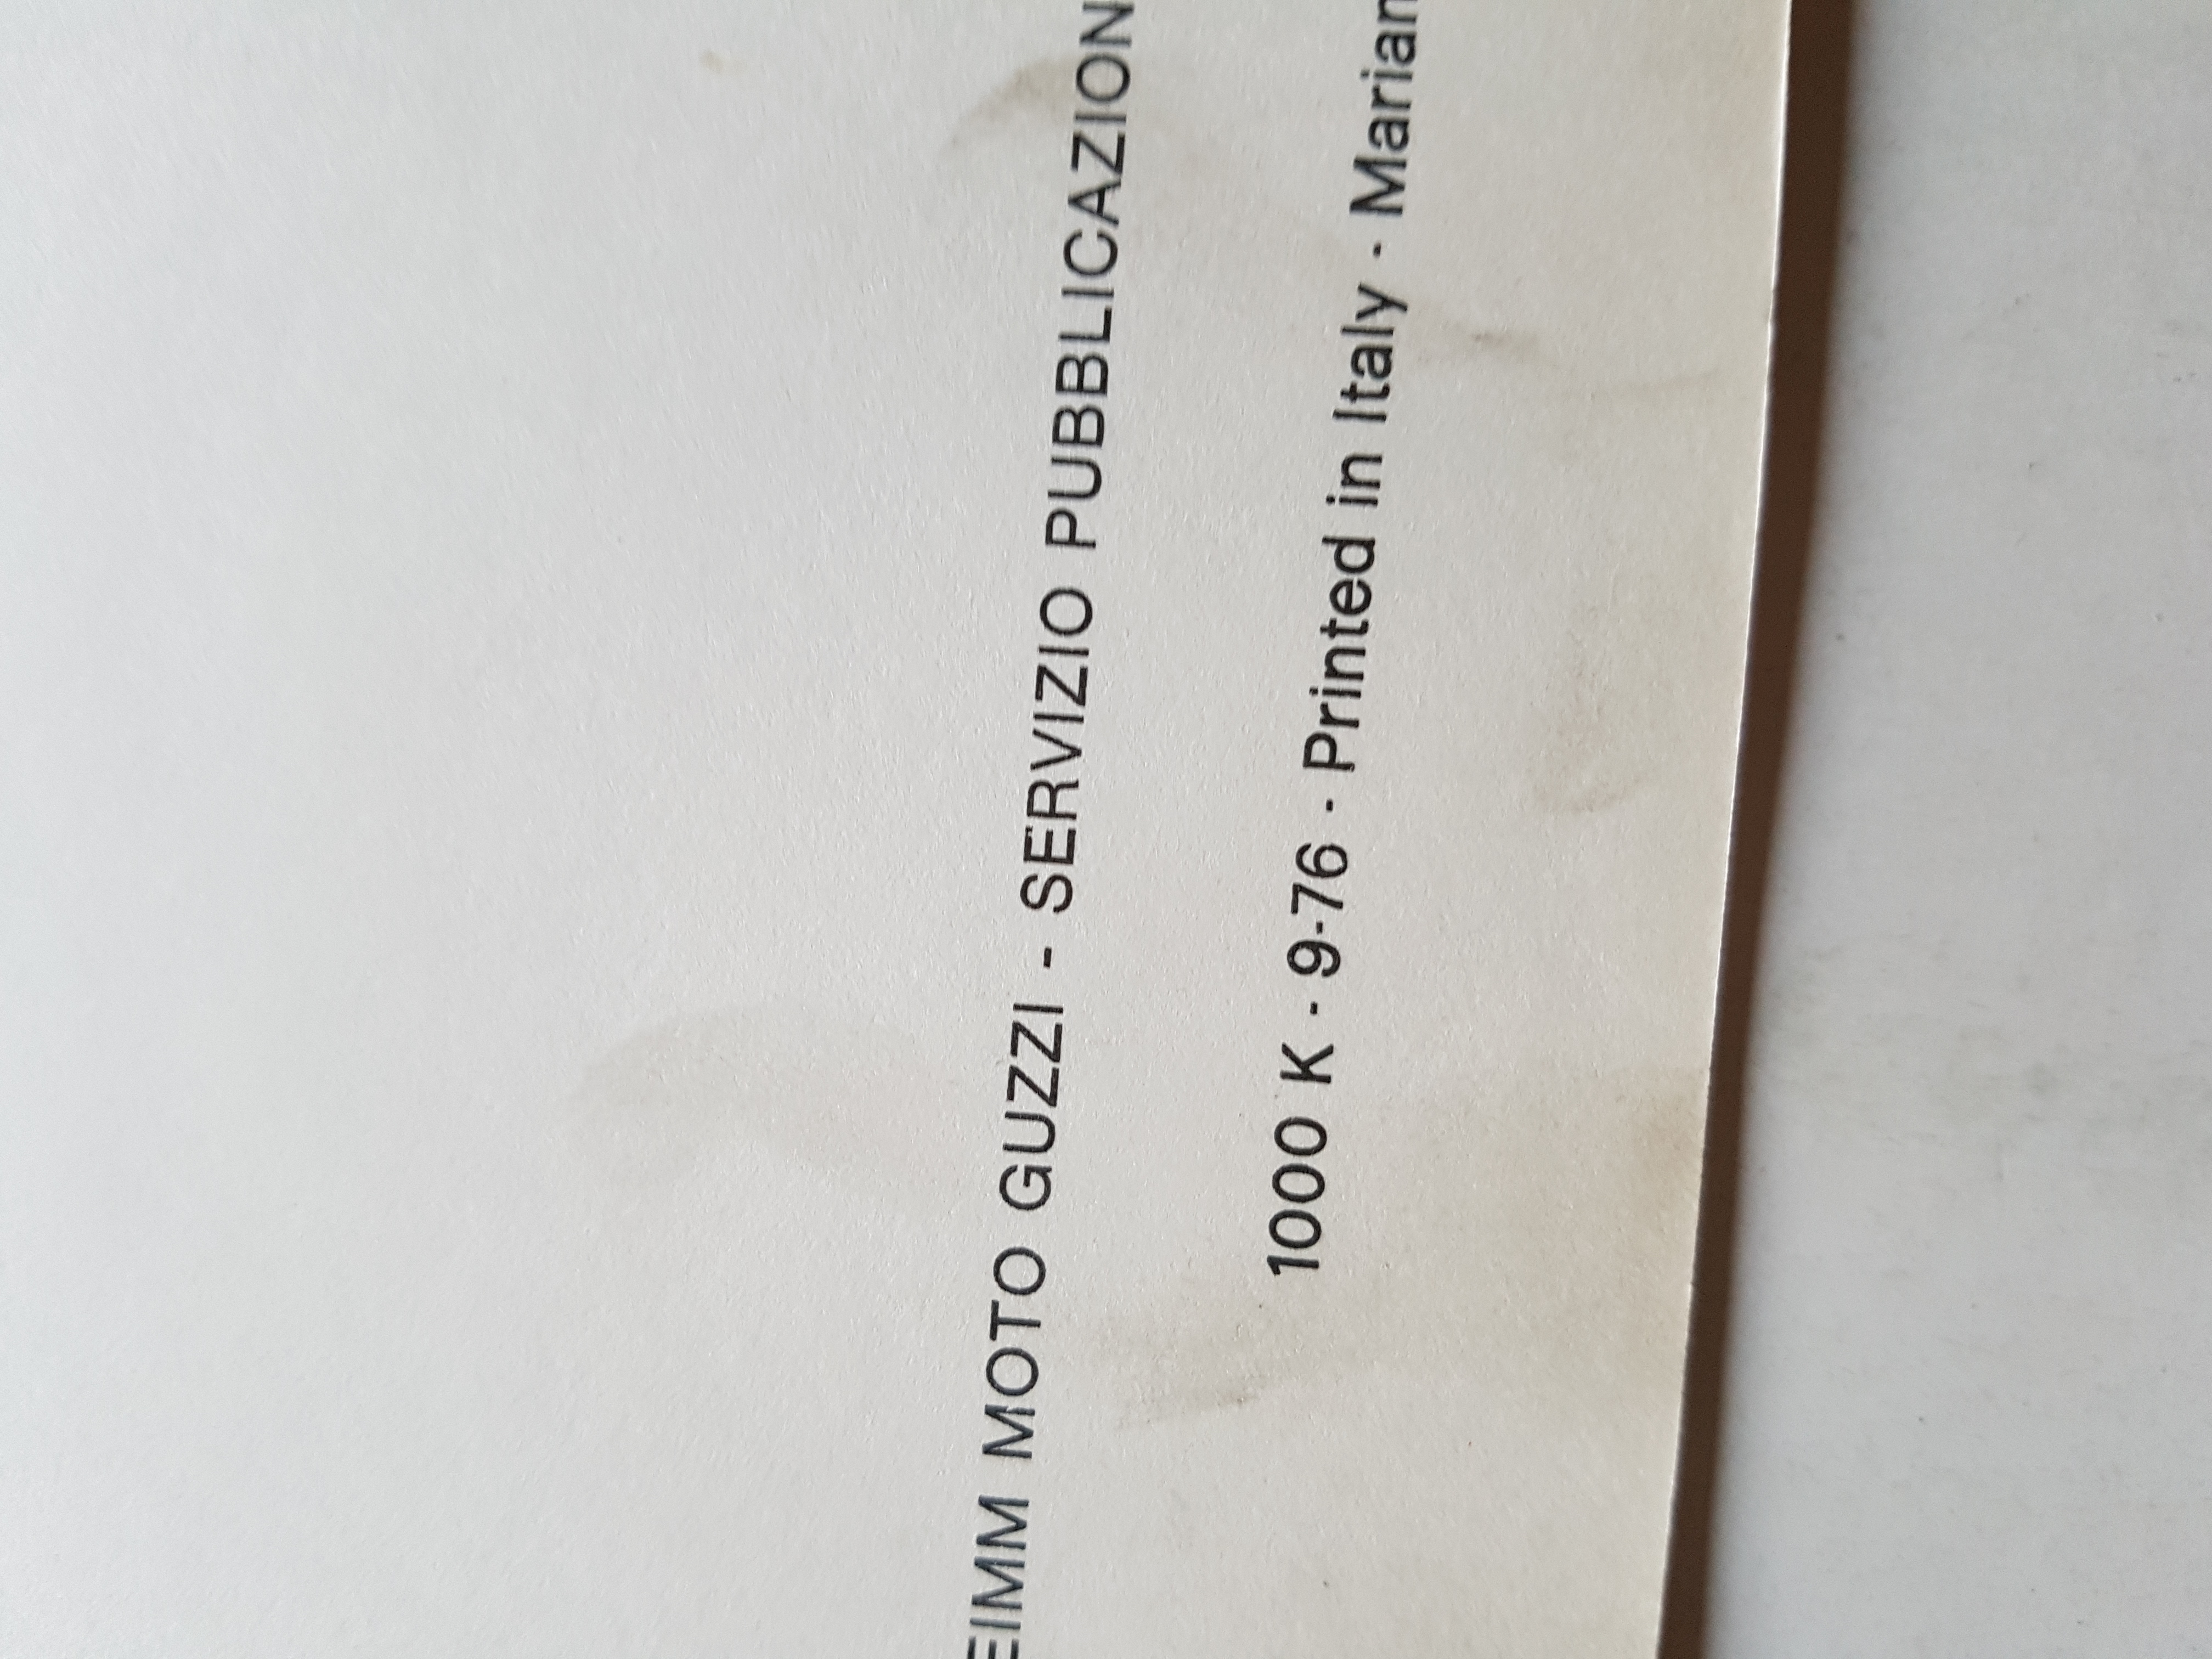 EIMM MOTO GUZZI - SERVIZIO PUBBLICAZION
1000 K · 9-76 · Printed in Italy · Marian